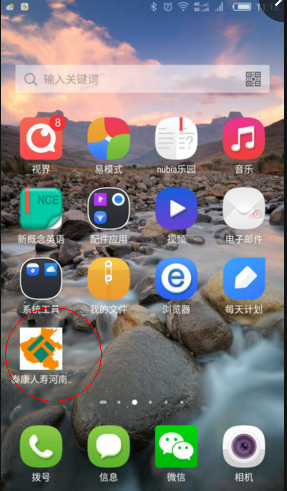 输入关键词
8
视界
易模式
nubia乐园
音乐
NCE
新概念英语
配件应用
视频
电子邮件
系统工具
我的文件
浏览器
每天计划
泰康人寿河南..
拨号
信息
微信
相机